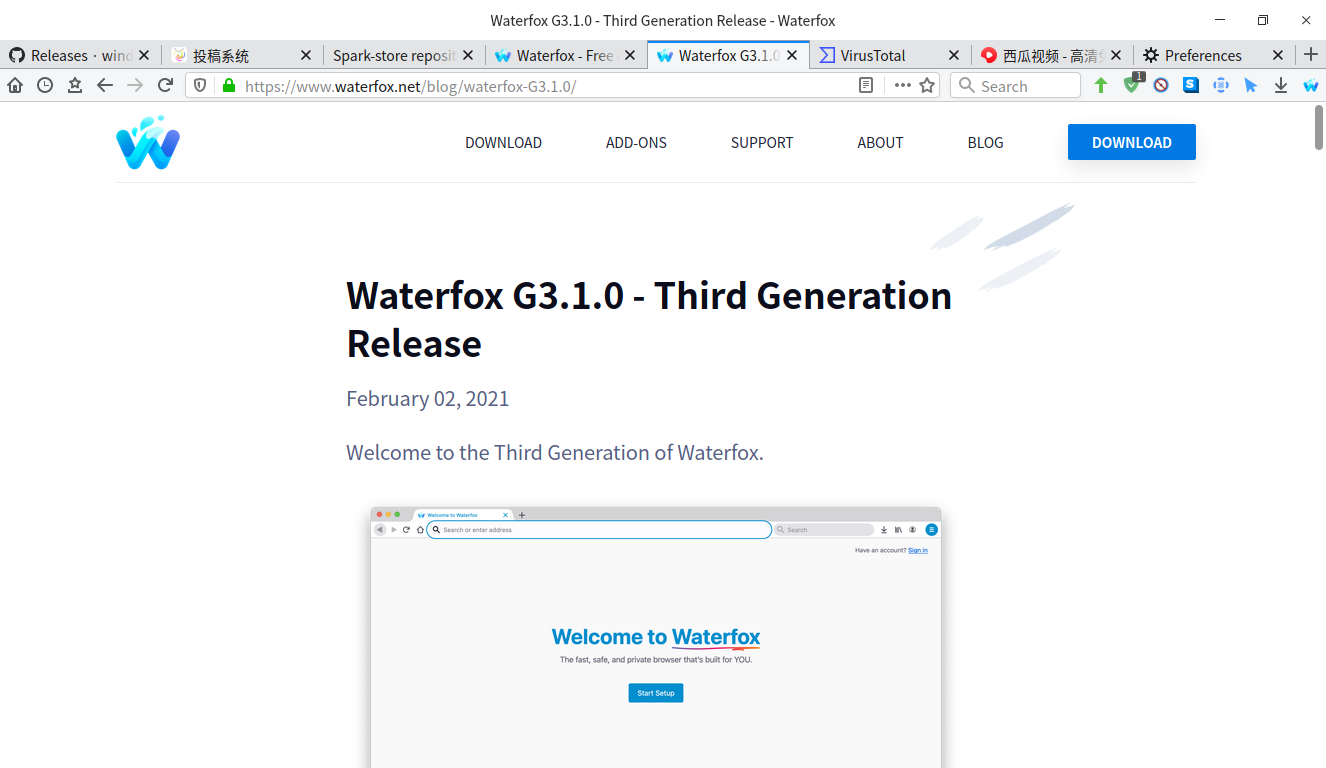 Waterfox G3.1.0 - Third Generation Release - Waterfox
Releases · wind
投稿系统
Spark-store reposit
Waterfox - Free
Waterfox G3.1.0
VirusTotal
西瓜视频 - 高清
Preferences
https://www.waterfox.net/blog/waterfox-G3.1.0/
Search
1
S
DOWNLOAD
ADD-ONS
SUPPORT
ABOUT
BLOG
DOWNLOAD
Waterfox G3.1.0 - Third Generation
Release
February 02, 2021
Welcome to the Third Generation of Waterfox.
Welcome to Waterfox
Search or enter address
Search
Have an account? Sign in
Welcome to Waterfox
The fast, safe, and private browser that's built for YOU.
Start Setup